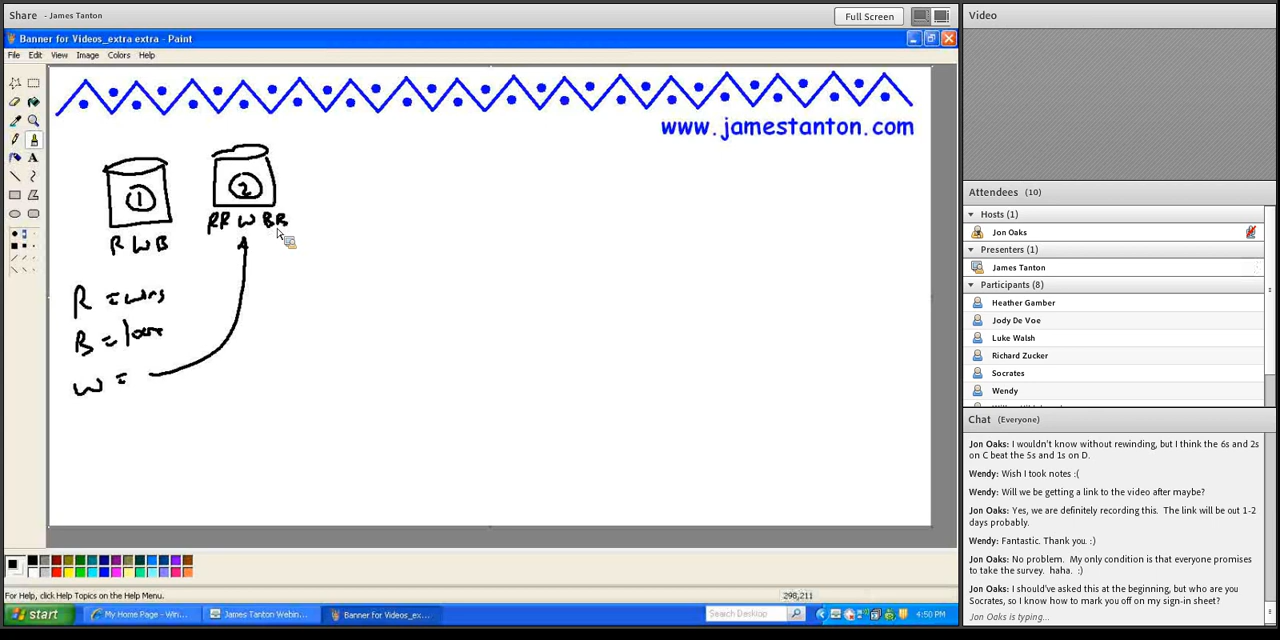 Share - James Tanton
Full Screen
Video
Banner for Videos_extra extra - Paint
File Edit View Image Colors Help
www.jamestanton.com
1
2
RR W BB
R W B
R = wins
B = lose
W =
Attendees (10)
Hosts (1)
Jon Oaks
Presenters (1)
James Tanton
Participants (8)
Heather Gamber
Jody De Voe
Luke Walsh
Richard Zucker
Socrates
Wendy
Chat (Everyone)
Jon Oaks: I wouldn't know without rewinding, but I think the 6s and 2s
on C beat the 5s and 1s on D.
Wendy: Wish I took notes :(
Wendy: Will we be getting a link to the video after maybe?
Jon Oaks: Yes, we are definitely recording this. The link will be out 1-2
days probably.
Wendy: Fantastic. Thank you. :)
Jon Oaks: No problem. My only condition is that everyone promises
to take the survey. haha. :)
Jon Oaks: I should've asked this at the beginning, but who are you
Socrates, so I know how to mark you off on my sign-in sheet?
Jon Oaks is typing...
For Help, click Help Topics on the Help Menu.
298,211
start
My Home Page - Win...
James Tanton Webin...
Banner for Videos_ex...
Search Desktop
4:50 PM